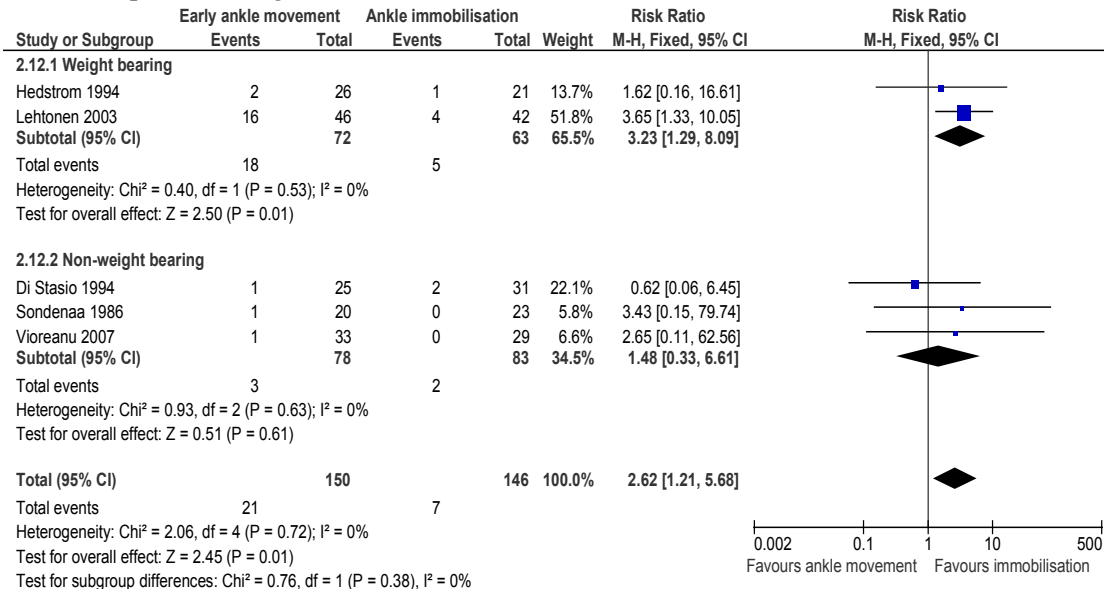 Early ankle movement Ankle immobilisation Risk Ratio Risk Ratio
Study or Subgroup Events Total Events Total Weight M-H, Fixed, 95% CI M-H, Fixed, 95% CI
2.12.1 Weight bearing
Hedstrom 1994 2 26 1 21 13.7% 1.62 [0.16, 16.61]
Lehtonen 2003 16 46 4 42 51.8% 3.65 [1.33, 10.05]
Subtotal (95% CI) 72 63 65.5% 3.23 [1.29, 8.09]
Total events 18 5
Heterogeneity: Chi² = 0.40, df = 1 (P = 0.53); I² = 0%
Test for overall effect: Z = 2.50 (P = 0.01)
2.12.2 Non-weight bearing
Di Stasio 1994 1 25 2 31 22.1% 0.62 [0.06, 6.45]
Sondenaa 1986 1 20 0 23 5.8% 3.43 [0.15, 79.74]
Vioreanu 2007 1 33 0 29 6.6% 2.65 [0.11, 62.56]
Subtotal (95% CI) 78 83 34.5% 1.48 [0.33, 6.61]
Total events 3 2
Heterogeneity: Chi² = 0.93, df = 2 (P = 0.63); I² = 0%
Test for overall effect: Z = 0.51 (P = 0.61)
Total (95% CI) 150 146 100.0% 2.62 [1.21, 5.68]
Total events 21 7
Heterogeneity: Chi² = 2.06, df = 4 (P = 0.72); I² = 0%
Test for overall effect: Z = 2.45 (P = 0.01)
Test for subgroup differences: Chi² = 0.76, df = 1 (P = 0.38), I² = 0%
0.002 0.1 1 10 500
Favours ankle movement Favours immobilisation